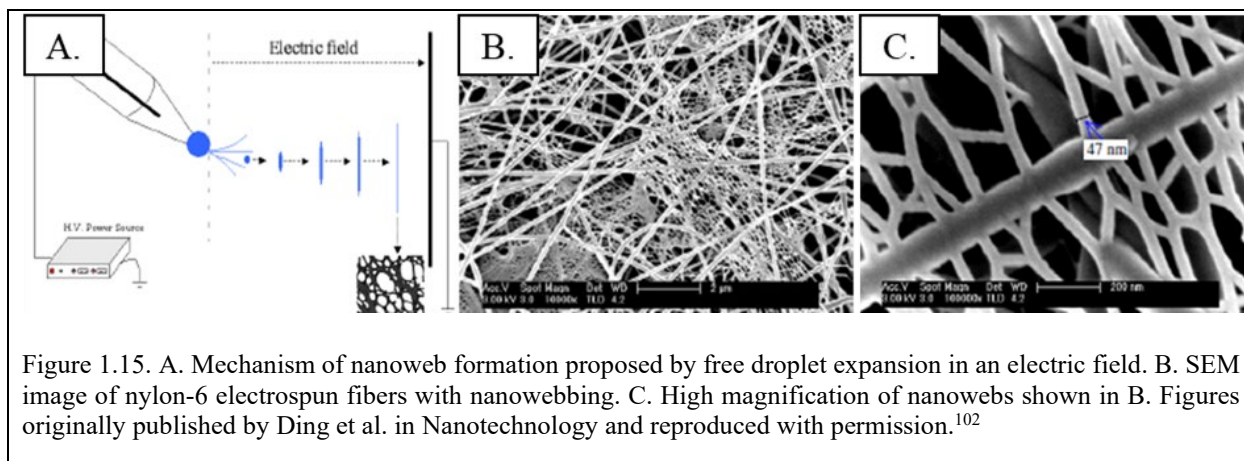 A.
Electric field
H.V. Power Source
B.
Acc.V Spot Magn Det WD
3.00 kV 3.0 10000x TLD 4.2 2 µm
C.
47 nm
Acc.V Spot Magn Det WD
3.00 kV 3.0 100000x TLD 4.2 200 nm
Figure 1.15. A. Mechanism of nanoweb formation proposed by free droplet expansion in an electric field. B. SEM
image of nylon-6 electrospun fibers with nanowebbing. C. High magnification of nanowebs shown in B. Figures
originally published by Ding et al. in Nanotechnology and reproduced with permission.102